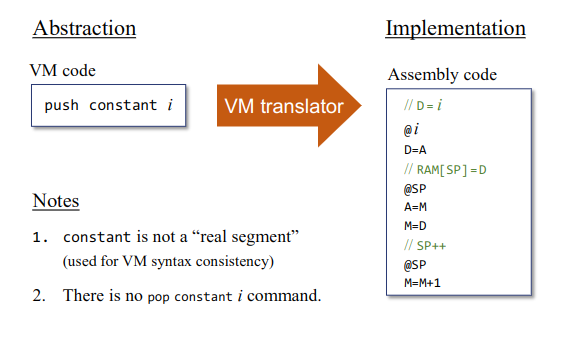 Abstraction
VM code
push constant i
VM translator
Implementation
Assembly code
// D = i
@i
D=A
// RAM[SP]=D
@SP
A=M
M=D
// SP++
@SP
M=M+1
Notes
1. constant is not a “real segment”
(used for VM syntax consistency)
2. There is no pop constant i command.